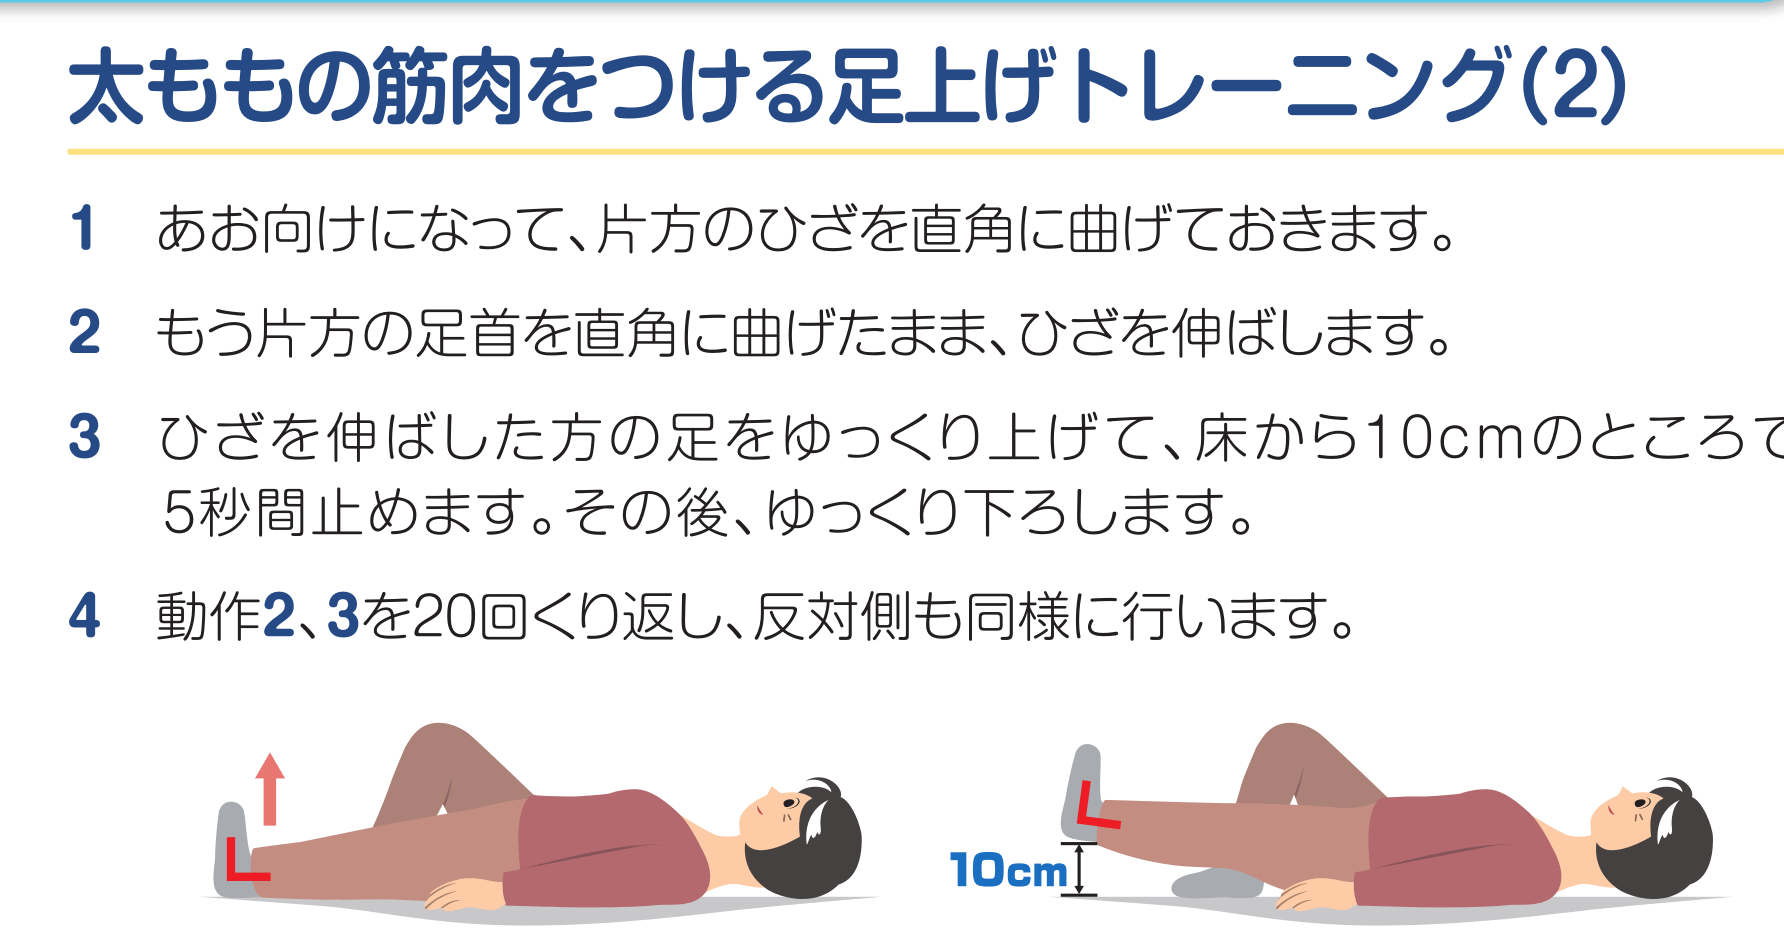 太ももの筋肉をつける足上げトレーニング(2)
1 あお向けになって、片方のひざを直角に曲げておきます。
2 もう片方の足首を直角に曲げたまま、ひざを伸ばします。
3 ひざを伸ばした方の足をゆっくり上げて、床から10cmのところで
5秒間止めます。その後、ゆっくり下ろします。
4 動作2、3を20回くり返し、反対側も同様に行います。
10cm